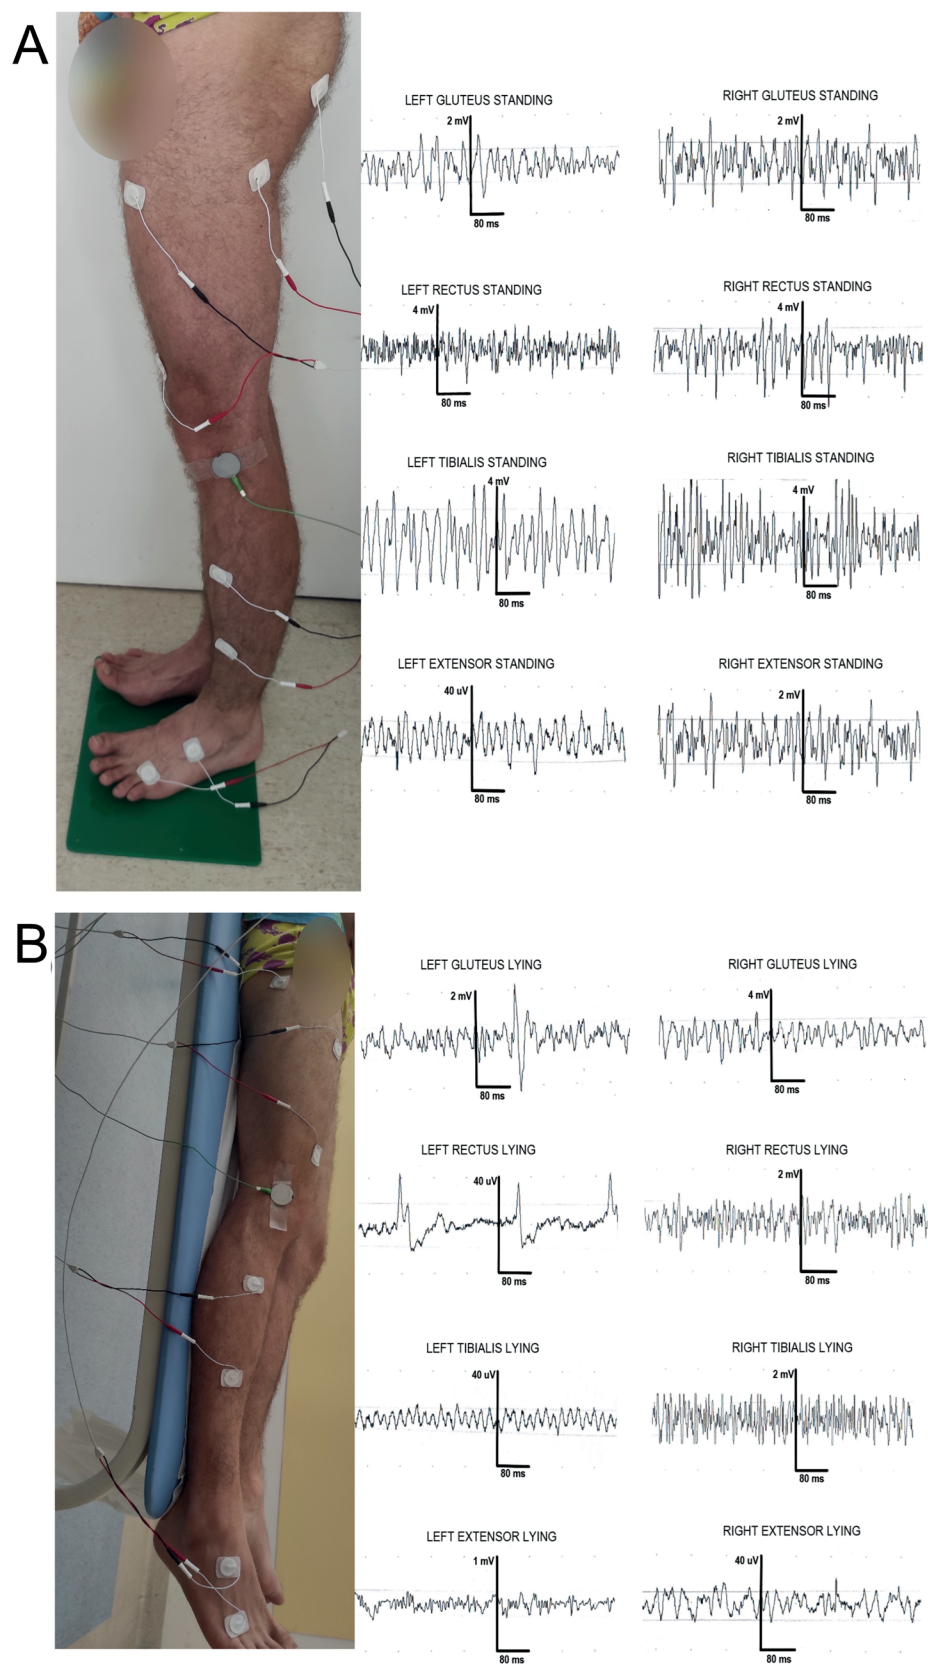 A
LEFT GLUTEUS STANDING
2 mV
80 ms
RIGHT GLUTEUS STANDING
2 mV
80 ms
LEFT RECTUS STANDING
4 mV
80 ms
RIGHT RECTUS STANDING
4 mV
80 ms
LEFT TIBIALIS STANDING
4 mV
80 ms
RIGHT TIBIALIS STANDING
4 mV
80 ms
LEFT EXTENSOR STANDING
40 uV
80 ms
RIGHT EXTENSOR STANDING
2 mV
80 ms
B
LEFT GLUTEUS LYING
2 mV
80 ms
RIGHT GLUTEUS LYING
4 mV
80 ms
LEFT RECTUS LYING
40 uV
80 ms
RIGHT RECTUS LYING
2 mV
80 ms
LEFT TIBIALIS LYING
40 uV
80 ms
RIGHT TIBIALIS LYING
2 mV
80 ms
LEFT EXTENSOR LYING
1 mV
80 ms
RIGHT EXTENSOR LYING
40 uV
80 ms